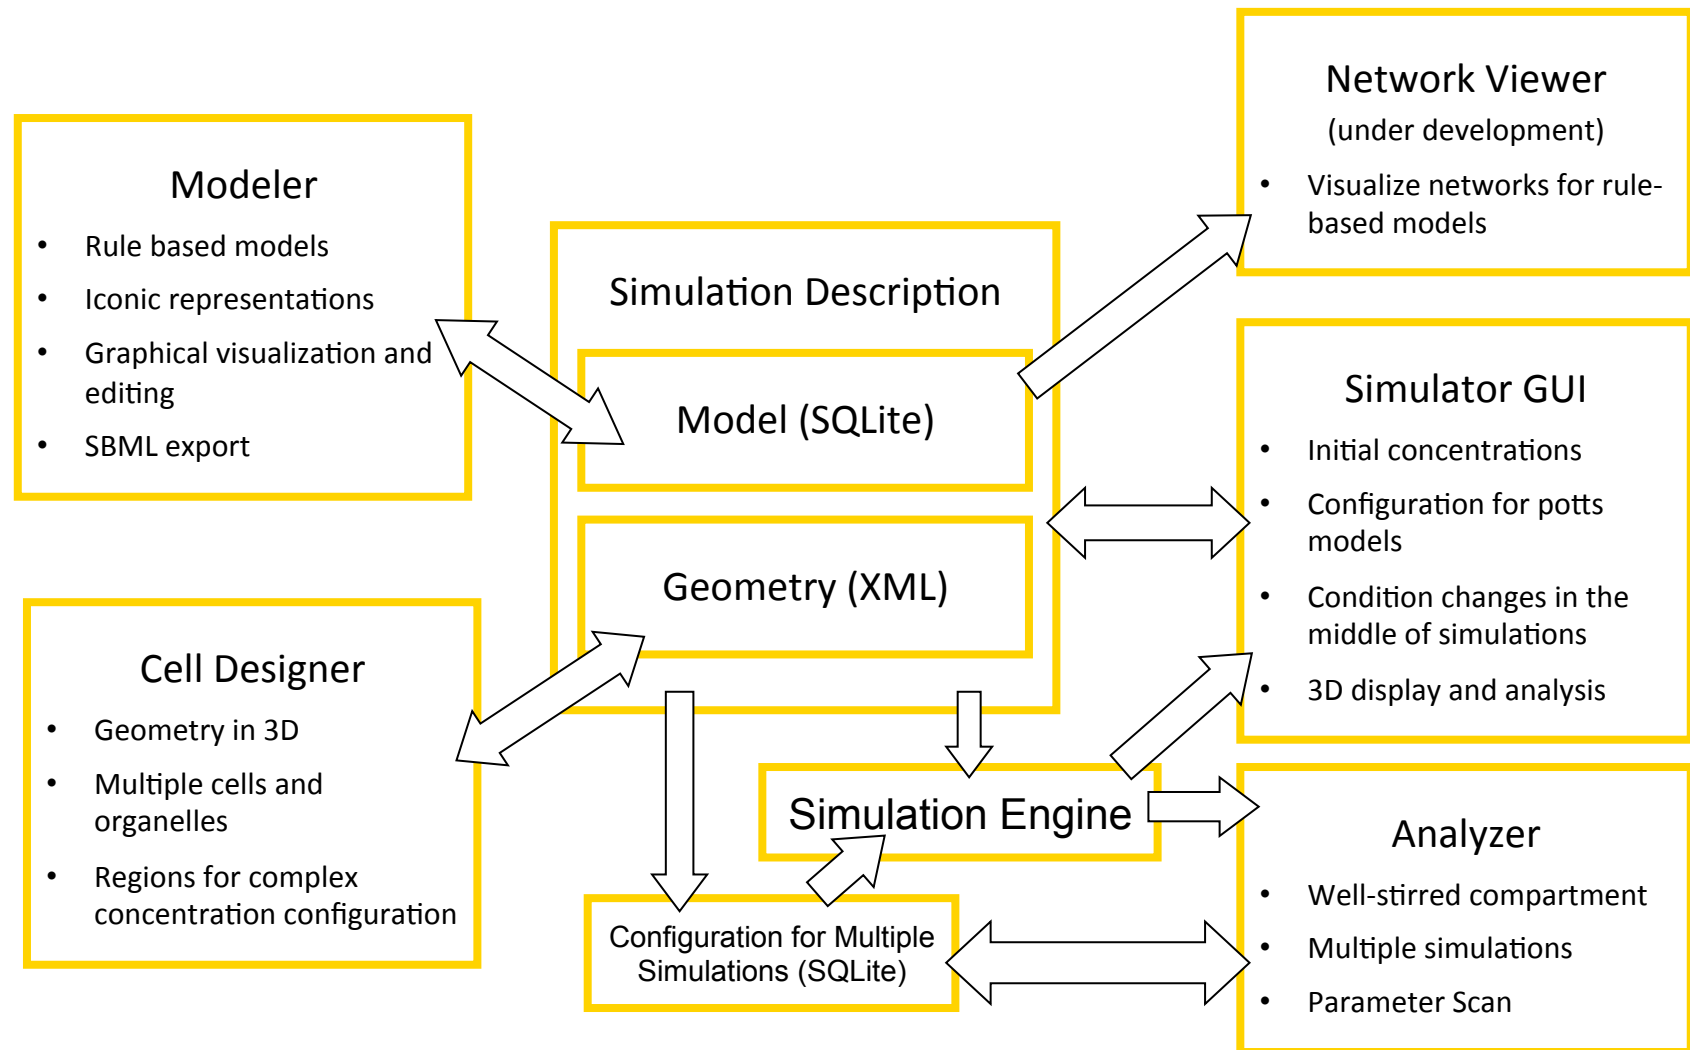 Modeler
• Rule based models
• Iconic representations
• Graphical visualization and
editing
• SBML export
Cell Designer
• Geometry in 3D
• Multiple cells and
organelles
• Regions for complex
concentration configuration
Simulation Description
Model (SQLite)
Geometry (XML)
Simulation Engine
Configuration for Multiple
Simulations (SQLite)
Network Viewer
(under development)
• Visualize networks for rule-
based models
Simulator GUI
• Initial concentrations
• Configuration for potts
models
• Condition changes in the
middle of simulations
• 3D display and analysis
Analyzer
• Well-stirred compartment
• Multiple simulations
• Parameter Scan